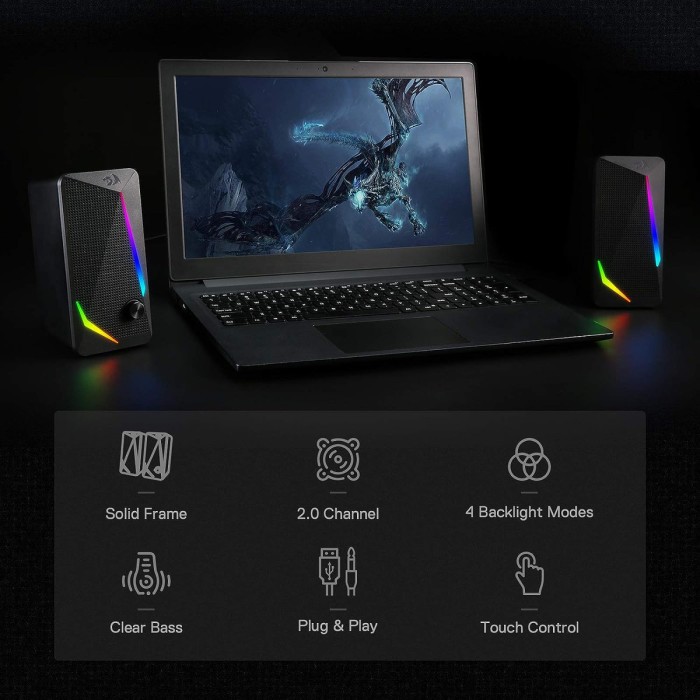 Solid Frame
2.0 Channel
4 Backlight Modes
Clear Bass
Plug & Play
Touch Control